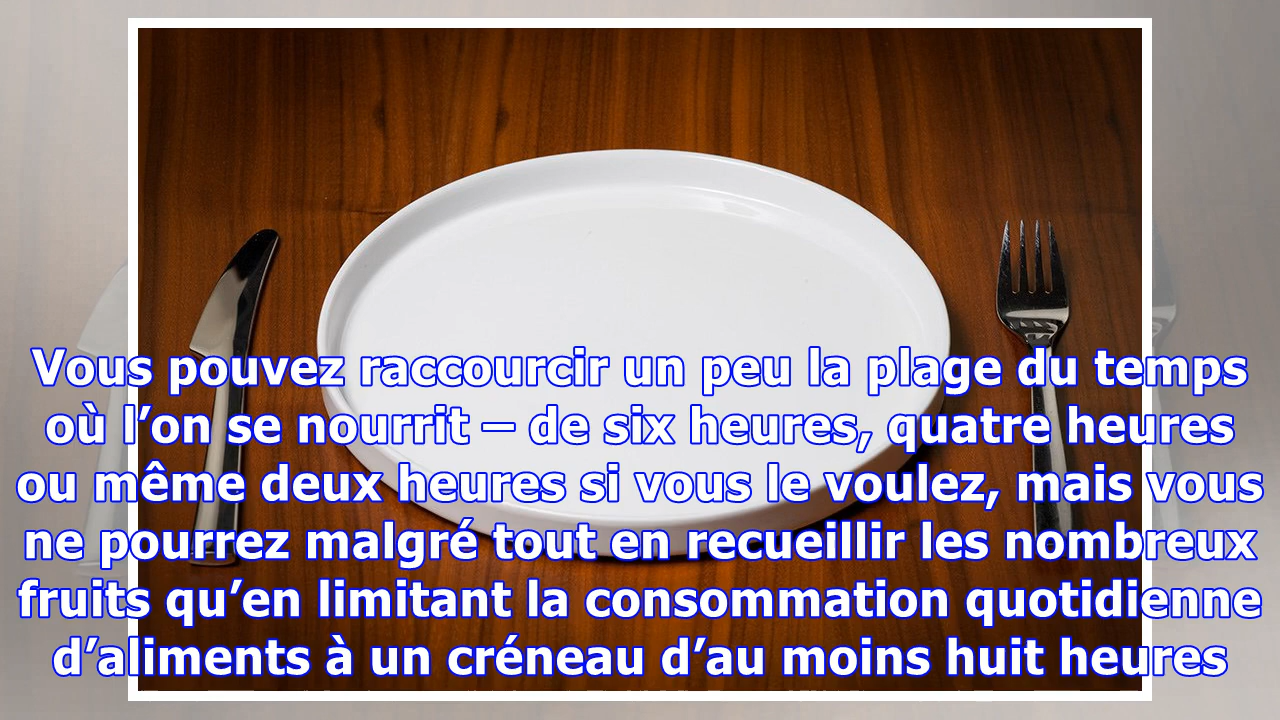 Vous pouvez raccourcir un peu la plage du temps
où l’on se nourrit – de six heures, quatre heures
ou même deux heures si vous le voulez, mais vous
ne pourrez malgré tout en recueillir les nombreux
fruits qu’en limitant la consommation quotidienne
d’aliments à un créneau d’au moins huit heures